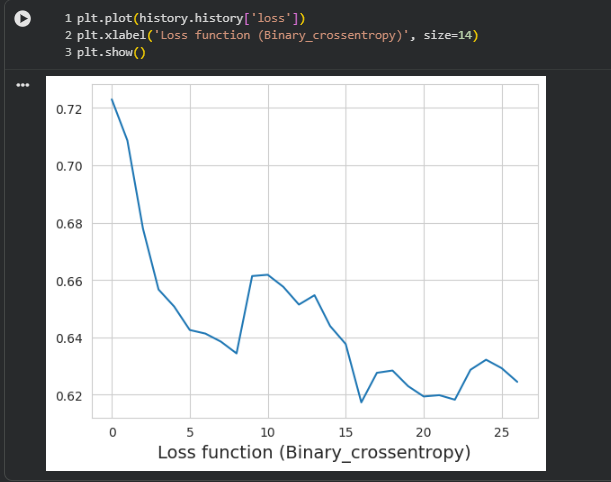 1 plt.plot(history.history['loss'])
2 plt.xlabel('Loss function (Binary_crossentropy)', size=14)
3 plt.show()
0.72
0.70
0.68
0.66
0.64
0.62
0 5 10 15 20 25
Loss function (Binary_crossentropy)